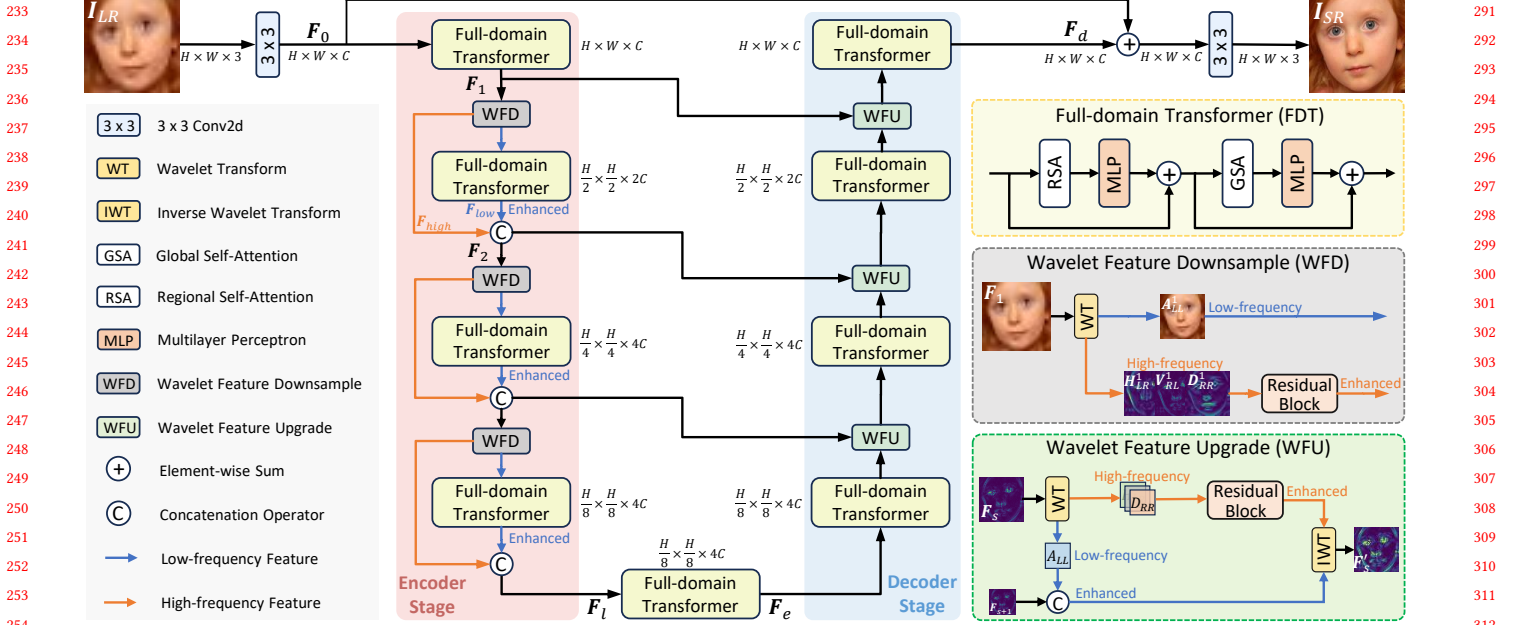 233
234
235
236
237
238
239
240
241
242
243
244
245
246
247
248
249
250
251
252
253
254
I_LR
H × W × 3
3 x 3
F_0
H × W × C
Full-domain
Transformer
H × W × C
F_1
WFD
Full-domain
Transformer
H/2 × H/2 × 2C
F_low Enhanced
F_high
C
F_2
WFD
Full-domain
Transformer
H/4 × H/4 × 4C
Enhanced
C
WFD
Full-domain
Transformer
H/8 × H/8 × 4C
Enhanced
C
Encoder
Stage
F_l
H/8 × H/8 × 4C
Full-domain
Transformer
F_e
Decoder
Stage
H × W × C
Full-domain
Transformer
WFU
H/2 × H/2 × 2C
Full-domain
Transformer
WFU
H/4 × H/4 × 4C
Full-domain
Transformer
WFU
H/8 × H/8 × 4C
Full-domain
Transformer
F_d
H × W × C
+
H × W × C
3 x 3
H × W × 3
I_SR
3 x 3 3 x 3 Conv2d
WT Wavelet Transform
IWT Inverse Wavelet Transform
GSA Global Self-Attention
RSA Regional Self-Attention
MLP Multilayer Perceptron
WFD Wavelet Feature Downsample
WFU Wavelet Feature Upgrade
+ Element-wise Sum
C Concatenation Operator
Low-frequency Feature
High-frequency Feature
Full-domain Transformer (FDT)
RSA MLP + GSA MLP +
Wavelet Feature Downsample (WFD)
F_1
WT
A^1_LL
Low-frequency
High-frequency
H^1_LR V^1_RL D^1_RR
Residual
Block
Enhanced
Wavelet Feature Upgrade (WFU)
F_s
WT
High-frequency
D_RR
Residual
Block
Enhanced
A_LL
Low-frequency
IWT
F'_s
F_s+1
C
Enhanced
291
292
293
294
295
296
297
298
299
300
301
302
303
304
305
306
307
308
309
310
311
312